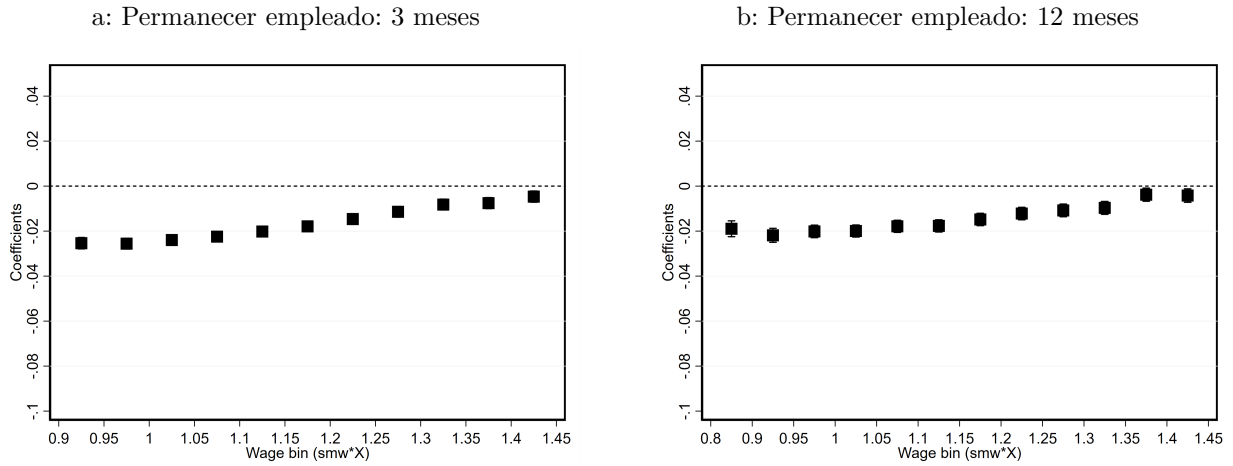 a: Permanecer empleado: 3 meses
.04
.02
0
-.02
-.04
-.06
-.08
-.1
Coefficients
0.9 0.95 1 1.05 1.1 1.15 1.2 1.25 1.3 1.35 1.4 1.45
Wage bin (smw*X)
b: Permanecer empleado: 12 meses
.04
.02
0
-.02
-.04
-.06
-.08
-.1
Coefficients
0.8 0.9 0.95 1 1.05 1.1 1.15 1.2 1.25 1.3 1.35 1.4 1.45
Wage bin (smw*X)